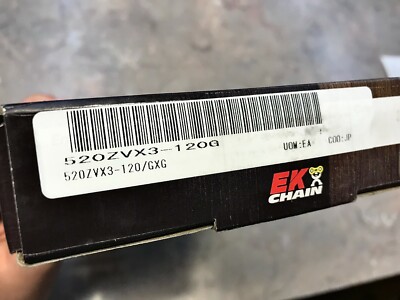 520ZVX3-120G
UOM:EA COO:JP
520ZVX3-120/GXG
EK
CHAIN